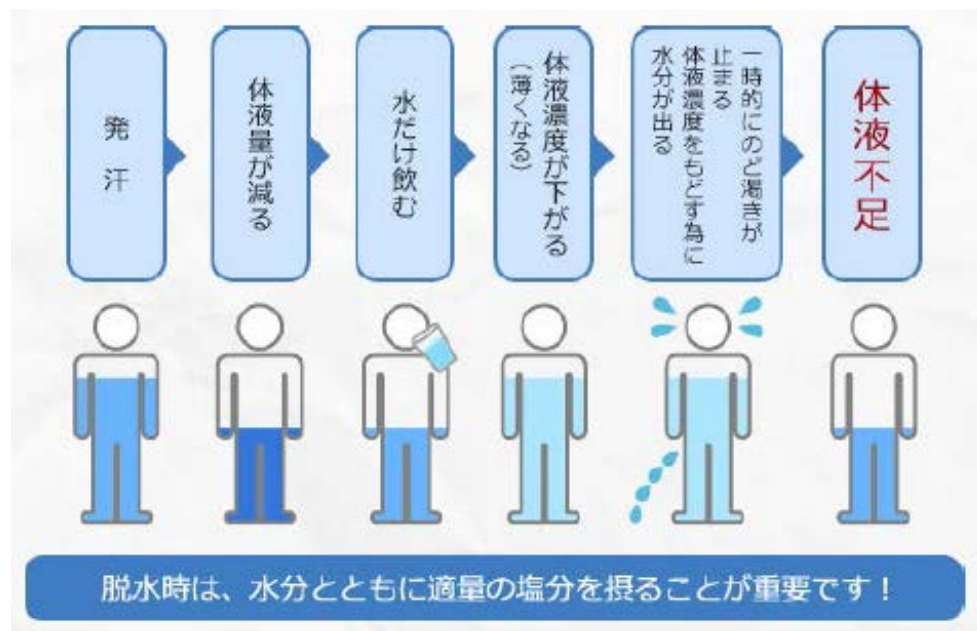 発汗
体液量が減る
水だけ飲む
体液濃度が下がる
(薄くなる)
一時的にのど渇きが
止まる
体液濃度をもどす為に
水分が出る
体液不足
脱水時は、水分とともに適量の塩分を摂ることが重要です！